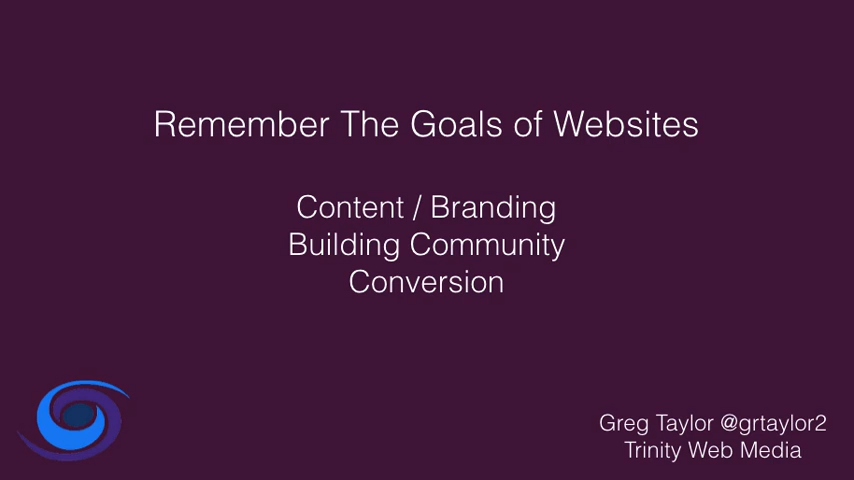 Remember The Goals of Websites
Content / Branding
Building Community
Conversion
Greg Taylor @grtaylor2
Trinity Web Media